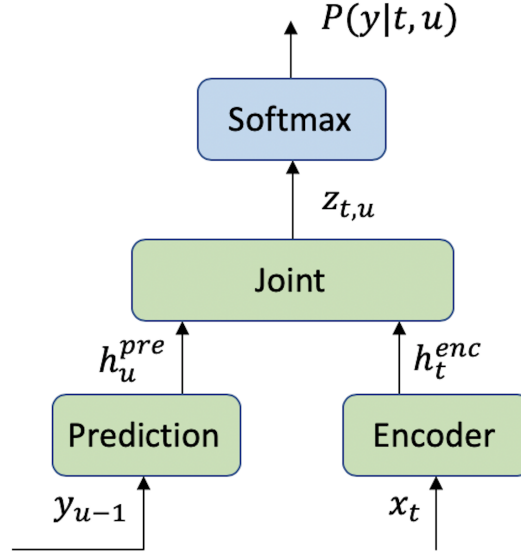 P(y|t, u)
Softmax
z_{t,u}
Joint
h_u^{pre} h_t^{enc}
Prediction Encoder
y_{u−1} x_t